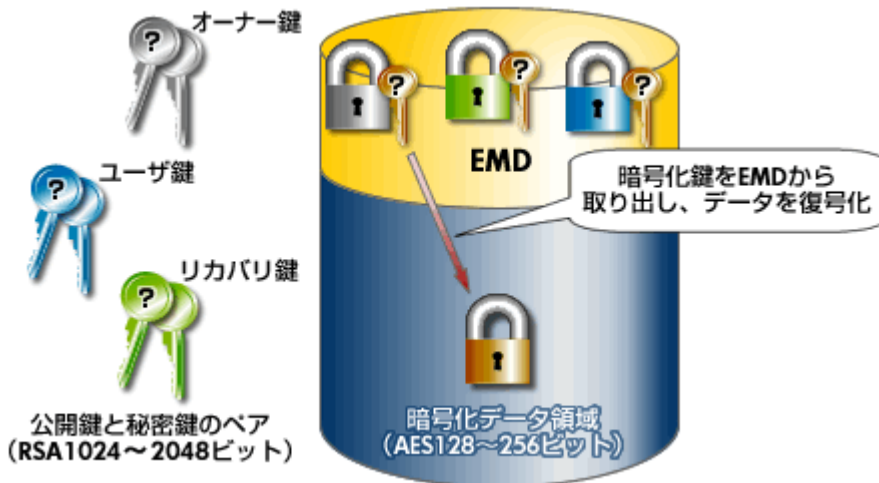 オーナー鍵
ユーザ鍵
リカバリ鍵
公開鍵と秘密鍵のペア
(RSA1024～2048ビット)
EMD
暗号化鍵をEMDから
取り出し、データを復号化
暗号化データ領域
(AES128～256ビット)